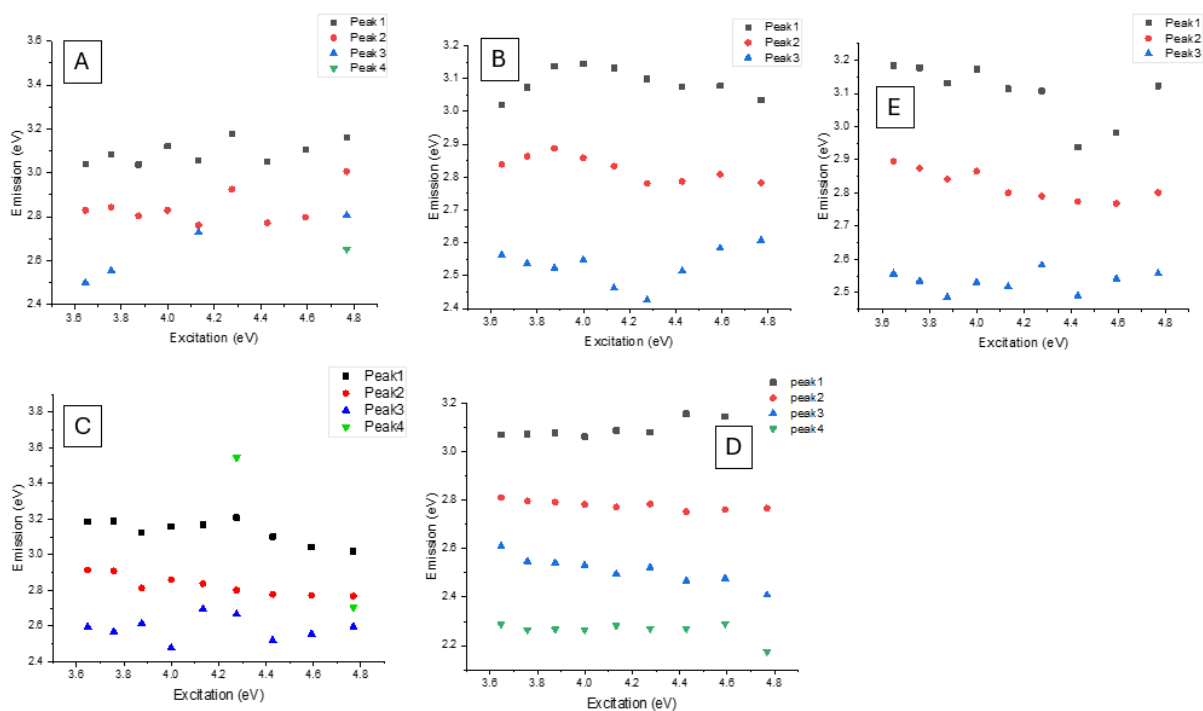 A
Peak1
Peak2
Peak3
Peak4
3.6
3.4
3.2
3.0
2.8
2.6
2.4
Emission (eV)
3.6 3.8 4.0 4.2 4.4 4.6 4.8
Excitation (eV)
B
Peak1
Peak2
Peak3
3.2
3.1
3.0
2.9
2.8
2.7
2.6
2.5
2.4
Emission (eV)
3.6 3.8 4.0 4.2 4.4 4.6 4.8
Excitation (eV)
E
Peak1
Peak2
Peak3
3.2
3.1
3.0
2.9
2.8
2.7
2.6
2.5
Emission (eV)
3.6 3.8 4.0 4.2 4.4 4.6 4.8
Excitation (eV)
C
Peak1
Peak2
Peak3
Peak4
3.8
3.6
3.4
3.2
3.0
2.8
2.6
2.4
Emission (eV)
3.6 3.8 4.0 4.2 4.4 4.6 4.8
Excitation (eV)
D
peak1
peak2
peak3
peak4
3.2
3.0
2.8
2.6
2.4
2.2
Emission (eV)
3.6 3.8 4.0 4.2 4.4 4.6 4.8
Excitation (eV)